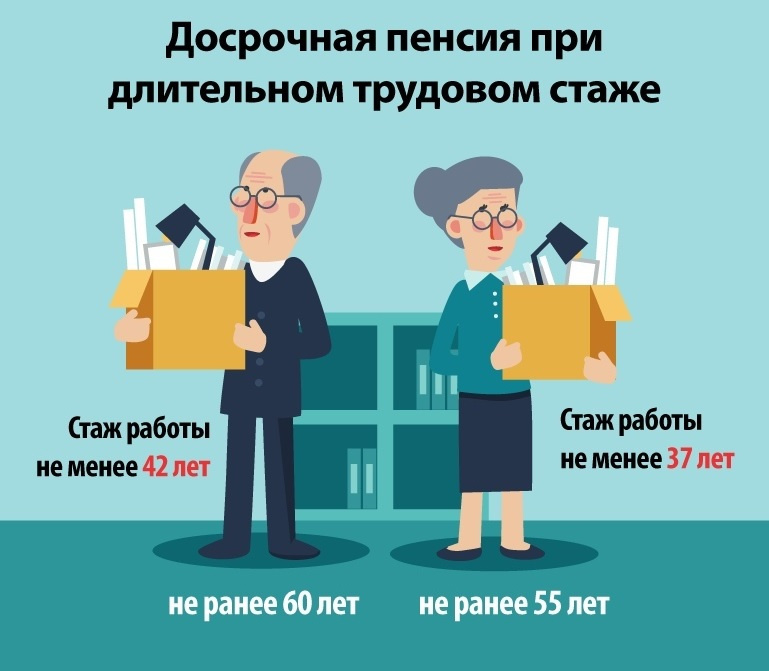 Досрочная пенсия при
длительном трудовом стаже
Стаж работы
не менее 42 лет
Стаж работы
не менее 37 лет
не ранее 60 лет
не ранее 55 лет